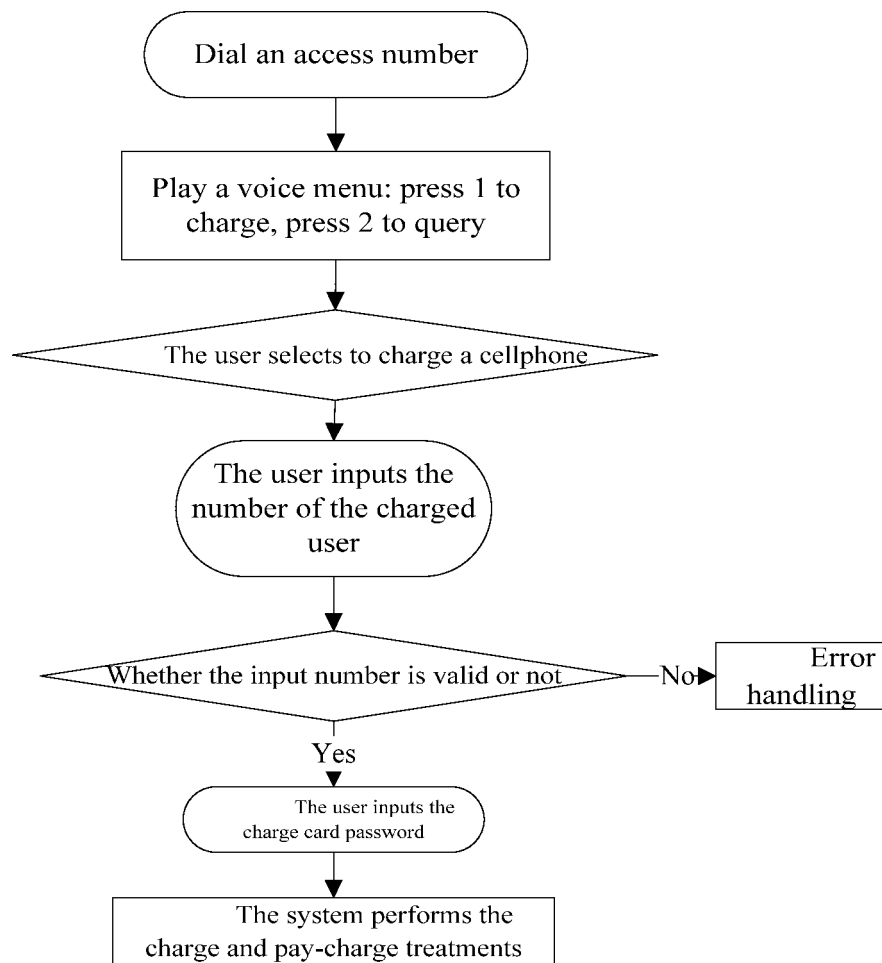 Dial an access number
Play a voice menu: press 1 to
charge, press 2 to query
The user selects to charge a cellphone
The user inputs the
number of the charged
user
Whether the input number is valid or not
No
Error
handling
Yes
The user inputs the
charge card password
The system performs the
charge and pay-charge treatments